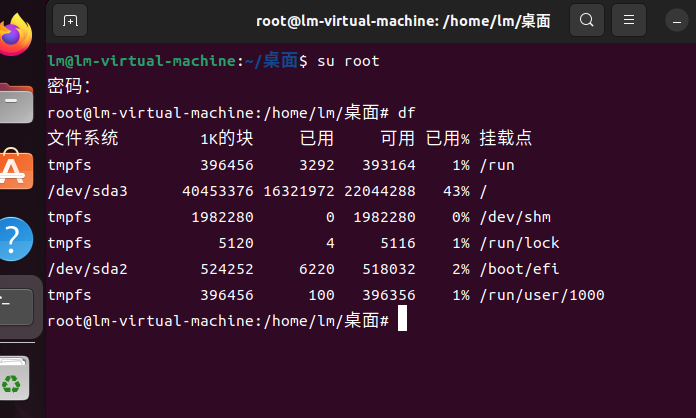 root@lm-virtual-machine: /home/lm/桌面
lm@lm-virtual-machine:~/桌面$ su root
密码：
root@lm-virtual-machine:/home/lm/桌面# df
文件系统 1K的块 已用 可用 已用% 挂载点
tmpfs 396456 3292 393164 1% /run
/dev/sda3 40453376 16321972 22044288 43% /
tmpfs 1982280 0 1982280 0% /dev/shm
tmpfs 5120 4 5116 1% /run/lock
/dev/sda2 524252 6220 518032 2% /boot/efi
tmpfs 396456 100 396356 1% /run/user/1000
root@lm-virtual-machine:/home/lm/桌面#